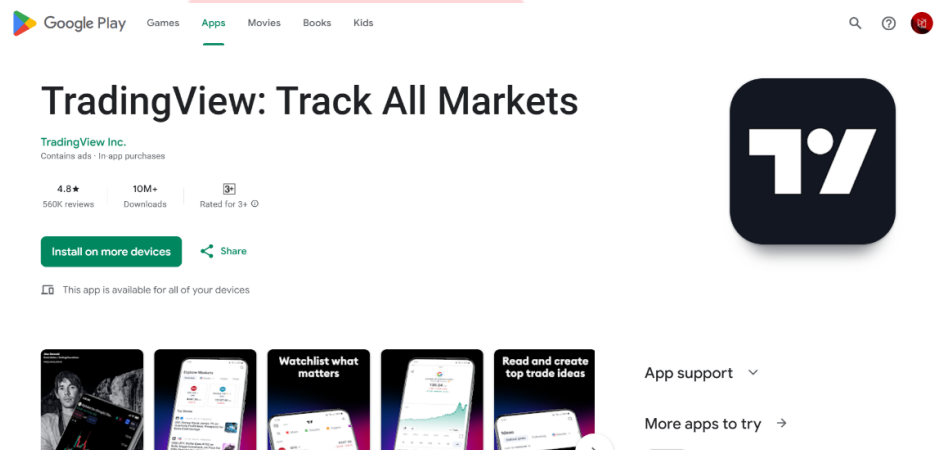 Google Play Games Apps Movies Books Kids
TradingView: Track All Markets
TradingView Inc.
Contains ads · In-app purchases
4.8★ 10M+ 3+
560K reviews Downloads Rated for 3+
Install on more devices Share
This app is available for all of your devices
Watchlist what
matters
Read and create
top trade ideas
Explore Markets
App support
More apps to try